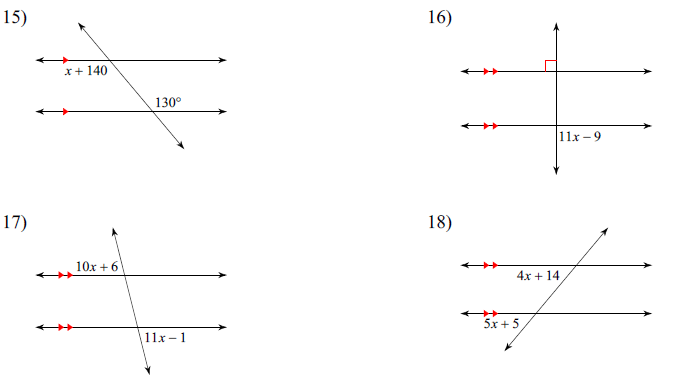 15)
x + 140
130°
16)
11x − 9
17)
10x + 6
11x − 1
18)
4x + 14
5x + 5